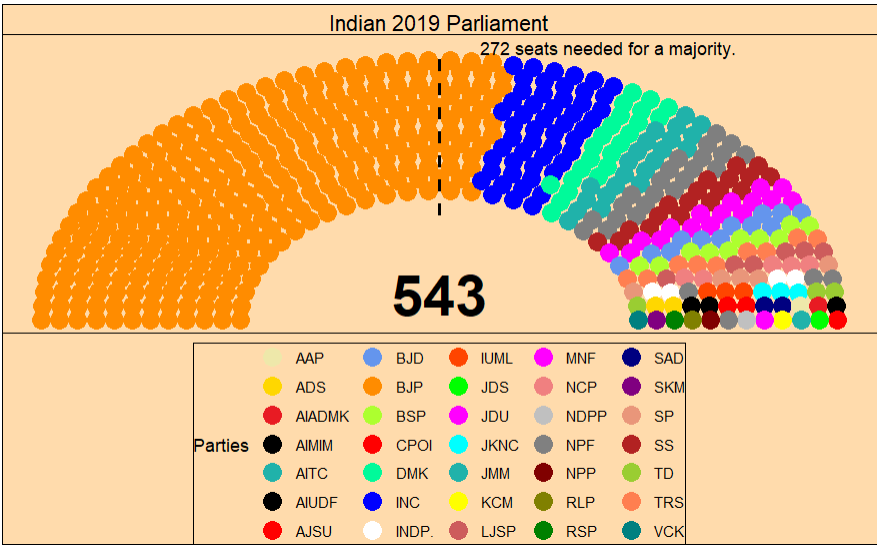 Indian 2019 Parliament
272 seats needed for a majority.
543
Parties
AAP
ADS
AIADMK
AIMIM
AITC
AIUDF
AJSU
BJD
BJP
BSP
CPOI
DMK
INC
INDP.
IUML
JDS
JDU
JKNC
JMM
KCM
LJSP
MNF
NCP
NDPP
NPF
NPP
RLP
RSP
SAD
SKM
SP
SS
TD
TRS
VCK